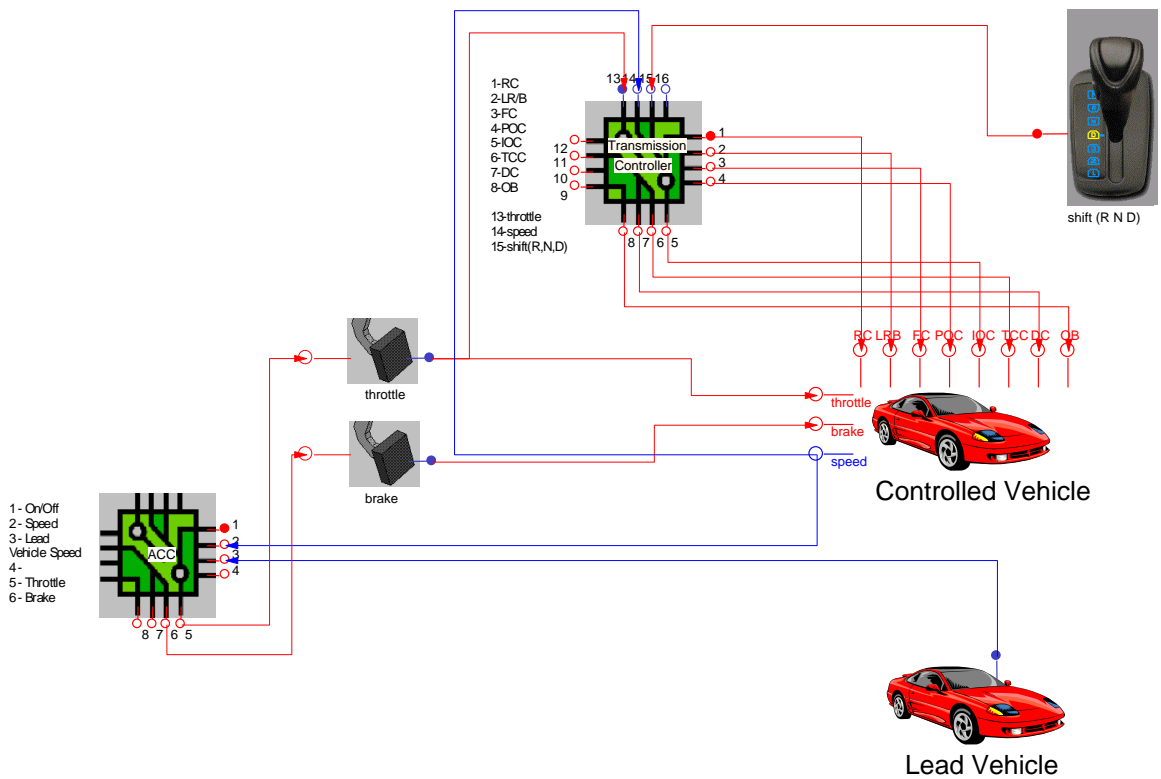 1-RC
2-LR/B
3-FC
4-POC
5-IOC
6-TCC
7-DC
8-OB
13-throttle
14-speed
15-shift(R,N,D)
13 14 15 16
Transmission
Controller
12
11
10
9
1
2
3
4
8 7 6 5
D
shift (R N D)
RC LRB FC POC IOC TCC DC OB
throttle
brake
speed
Controlled Vehicle
throttle
brake
1 - On/Off
2 - Speed
3 - Lead
Vehicle Speed
4 -
5 - Throttle
6 - Brake
ACC
1
2
3
4
8 7 6 5
Lead Vehicle